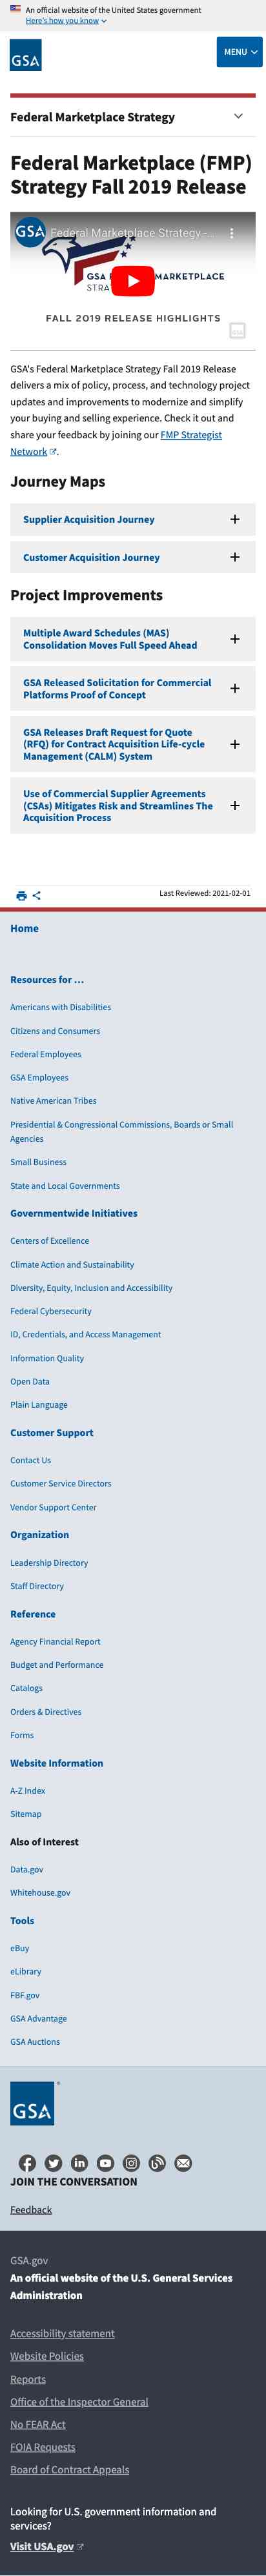 An official website of the United States government
Here's how you know
GSA
MENU
Federal Marketplace Strategy
Federal Marketplace (FMP)
Strategy Fall 2019 Release
Federal Marketplace Strategy -...
GSA FEDERAL MARKETPLACE
STRATEGY
FALL 2019 RELEASE HIGHLIGHTS
GSA's Federal Marketplace Strategy Fall 2019 Release
delivers a mix of policy, process, and technology project
updates and improvements to modernize and simplify
your buying and selling experience. Check it out and
share your feedback by joining our FMP Strategist
Network.
Journey Maps
Supplier Acquisition Journey
Customer Acquisition Journey
Project Improvements
Multiple Award Schedules (MAS)
Consolidation Moves Full Speed Ahead
GSA Released Solicitation for Commercial
Platforms Proof of Concept
GSA Releases Draft Request for Quote
(RFQ) for Contract Acquisition Life-cycle
Management (CALM) System
Use of Commercial Supplier Agreements
(CSAs) Mitigates Risk and Streamlines The
Acquisition Process
Last Reviewed: 2021-02-01
Home
Resources for ...
Americans with Disabilities
Citizens and Consumers
Federal Employees
GSA Employees
Native American Tribes
Presidential & Congressional Commissions, Boards or Small
Agencies
Small Business
State and Local Governments
Governmentwide Initiatives
Centers of Excellence
Climate Action and Sustainability
Diversity, Equity, Inclusion and Accessibility
Federal Cybersecurity
ID, Credentials, and Access Management
Information Quality
Open Data
Plain Language
Customer Support
Contact Us
Customer Service Directors
Vendor Support Center
Organization
Leadership Directory
Staff Directory
Reference
Agency Financial Report
Budget and Performance
Catalogs
Orders & Directives
Forms
Website Information
A-Z Index
Sitemap
Also of Interest
Data.gov
Whitehouse.gov
Tools
eBuy
eLibrary
FBF.gov
GSA Advantage
GSA Auctions
GSA
JOIN THE CONVERSATION
Feedback
GSA.gov
An official website of the U.S. General Services
Administration
Accessibility statement
Website Policies
Reports
Office of the Inspector General
No FEAR Act
FOIA Requests
Board of Contract Appeals
Looking for U.S. government information and
services?
Visit USA.gov